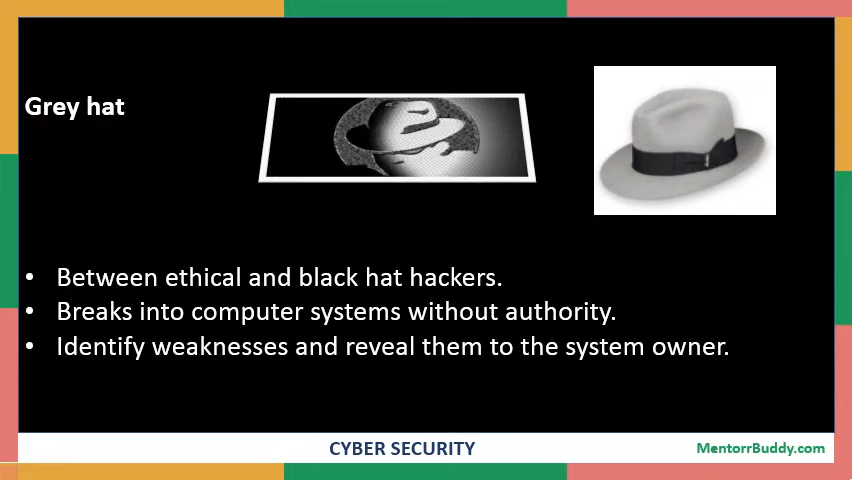 Grey hat
• Between ethical and black hat hackers.
• Breaks into computer systems without authority.
• Identify weaknesses and reveal them to the system owner.
CYBER SECURITY
MentorrBuddy.com